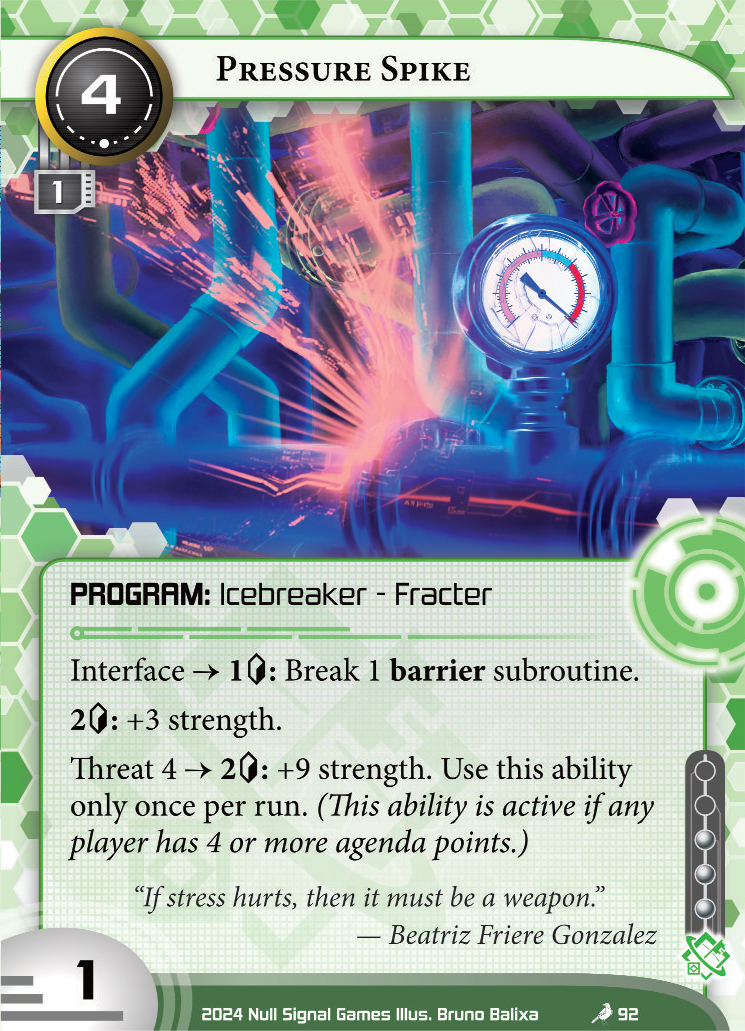 Pressure Spike
4
1
PROGRAM: Icebreaker - Fracter
Interface → 1: Break 1 barrier subroutine.
2: +3 strength.
Threat 4 → 2: +9 strength. Use this ability
only once per run. (This ability is active if any
player has 4 or more agenda points.)
“If stress hurts, then it must be a weapon.”
— Beatriz Friere Gonzalez
1
2024 Null Signal Games Illus. Bruno Balixa
92